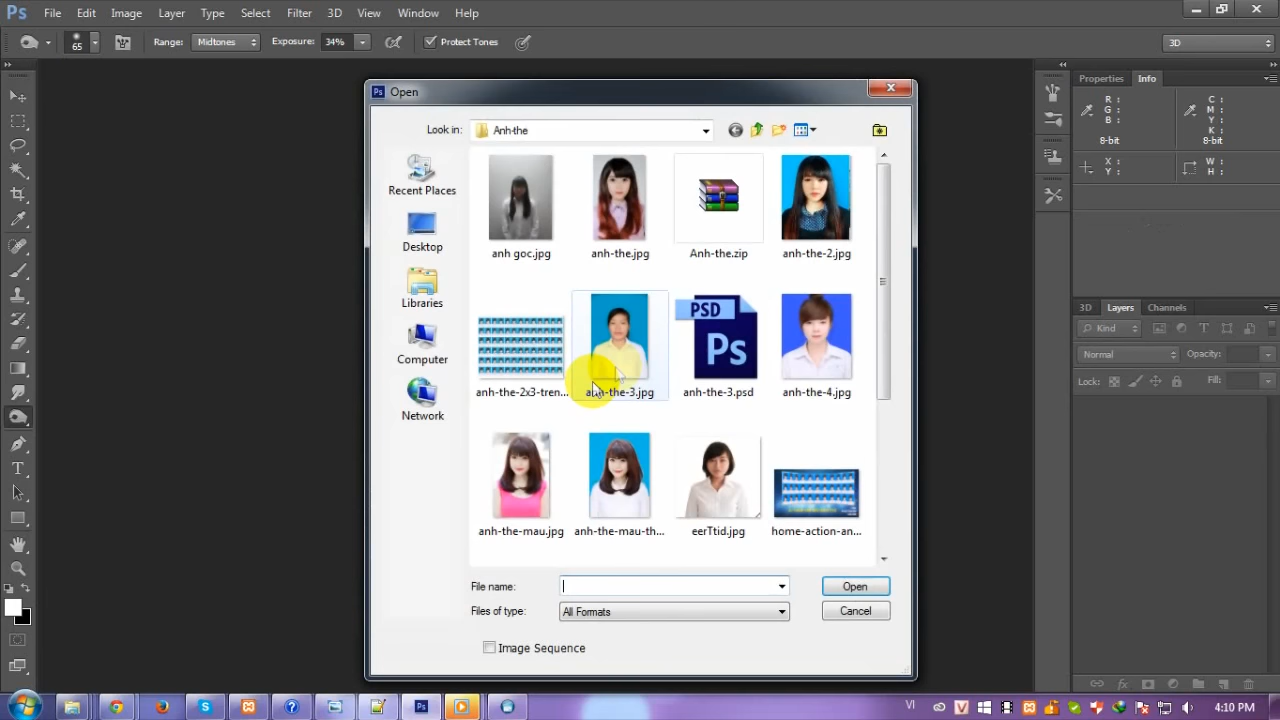 Ps File Edit Image Layer Type Select Filter 3D View Window Help
65 Range: Midtones Exposure: 34% Protect Tones 3D
Ps Open
Look in: Anh-the
Recent Places
Desktop
Libraries
Computer
Network
anh goc.jpg anh-the.jpg Anh-the.zip anh-the-2.jpg
PSD
Ps
anh-the-2x3-tren... anh-the-3.jpg anh-the-3.psd anh-the-4.jpg
anh-the-mau.jpg anh-the-mau-th... eerTtid.jpg home-action-an...
File name: Open
Files of type: All Formats Cancel
Image Sequence
Properties Info
R: C:
G: M:
B: Y:
K:
8-bit 8-bit
X: W:
Y: H:
3D Layers Channels
Kind
Normal Opacity:
Lock: Fill:
VI 4:10 PM